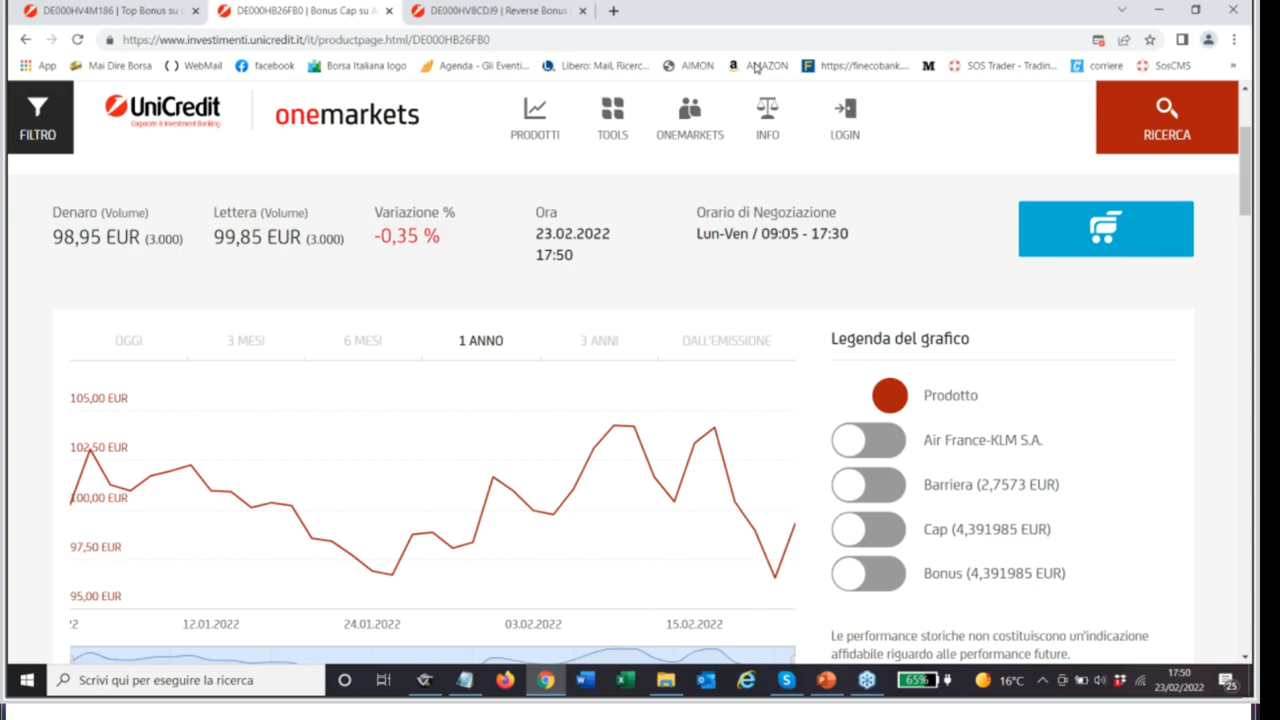 DE000HV4M186 | Top Bonus su
DE000HB26FB0 | Bonus Cap su A
DE000HV8CDJ9 | Reverse Bonus
https://www.investimenti.unicredit.it/it/productpage.html/DE000HB26FB0
App
Mai Dire Borsa
WebMail
facebook
Borsa Italiana logo
Agenda - Gli Eventi...
Libero: Mail, Ricerc...
AIMON
AMAZON
https://finecobank....
SOS Trader - Tradin...
corriere
SosCMS
FILTRO
UniCredit
Corporate & Investment Banking
onemarkets
PRODOTTI
TOOLS
ONEMARKETS
INFO
LOGIN
RICERCA
Denaro (Volume)
98,95 EUR (3.000)
Lettera (Volume)
99,85 EUR (3.000)
Variazione %
-0,35 %
Ora
23.02.2022
17:50
Orario di Negoziazione
Lun-Ven / 09:05 - 17:30
OGGI
3 MESI
6 MESI
1 ANNO
3 ANNI
DALL'EMISSIONE
105,00 EUR
102,50 EUR
100,00 EUR
97,50 EUR
95,00 EUR
12.01.2022
24.01.2022
03.02.2022
15.02.2022
Legenda del grafico
Prodotto
Air France-KLM S.A.
Barriera (2,7573 EUR)
Cap (4,391985 EUR)
Bonus (4,391985 EUR)
Le performance storiche non costituiscono un'indicazione
affidabile riguardo alle performance future.
Scrivi qui per eseguire la ricerca
65%
16°C
17:50
23/02/2022
25